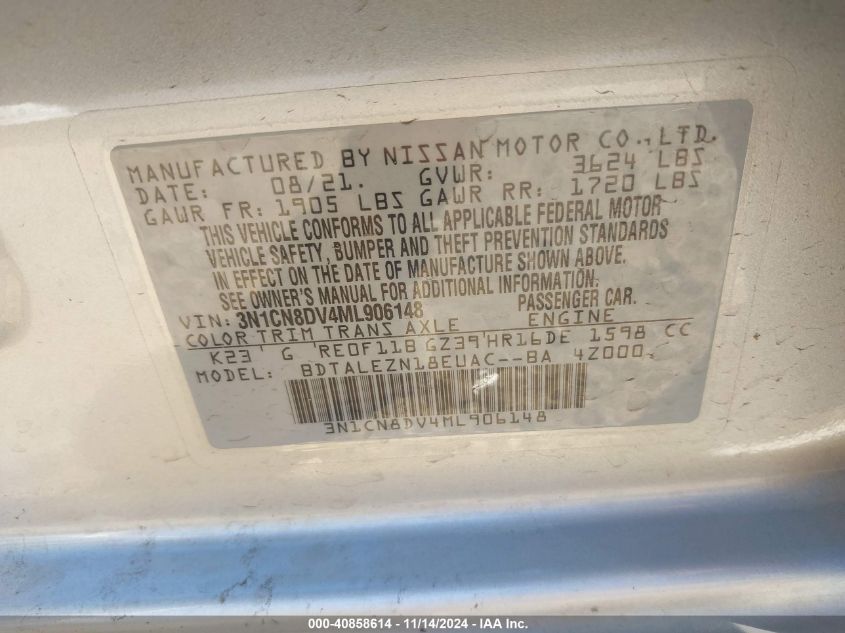 MANUFACTURED BY NISSAN MOTOR CO., LTD.
DATE: 08/21. GVWR: 3624 LBS
GAWR FR: 1905 LBS GAWR RR: 1720 LBS
THIS VEHICLE CONFORMS TO ALL APPLICABLE FEDERAL MOTOR
VEHICLE SAFETY, BUMPER AND THEFT PREVENTION STANDARDS
IN EFFECT ON THE DATE OF MANUFACTURE SHOWN ABOVE.
SEE OWNER'S MANUAL FOR ADDITIONAL INFORMATION.
VIN: 3N1CN8DV4ML906148 PASSENGER CAR.
COLOR TRIM TRANS AXLE ENGINE
K23 G RE0F11B GZ39 HR16DE 1598 CC
MODEL: BDTALEZN18EUAC--BA 4Z000
3N1CN8DV4ML906148
000-40858614 - 11/14/2024 - IAA Inc.